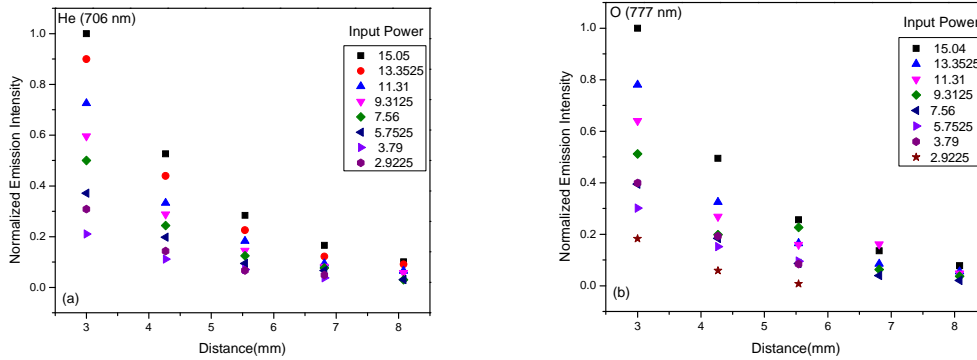 He (706 nm)
Input Power
15.05
13.3525
11.31
9.3125
7.56
5.7525
3.79
2.9225
Normalized Emission Intensity
1.0
0.8
0.6
0.4
0.2
0.0
(a)
3 4 5 6 7 8
Distance(mm)
O (777 nm)
Input Power
15.04
13.3525
11.31
9.3125
7.56
5.7525
3.79
2.9225
Normalized Emission Intensity
1.0
0.8
0.6
0.4
0.2
0.0
(b)
3 4 5 6 7 8
Distance(mm)